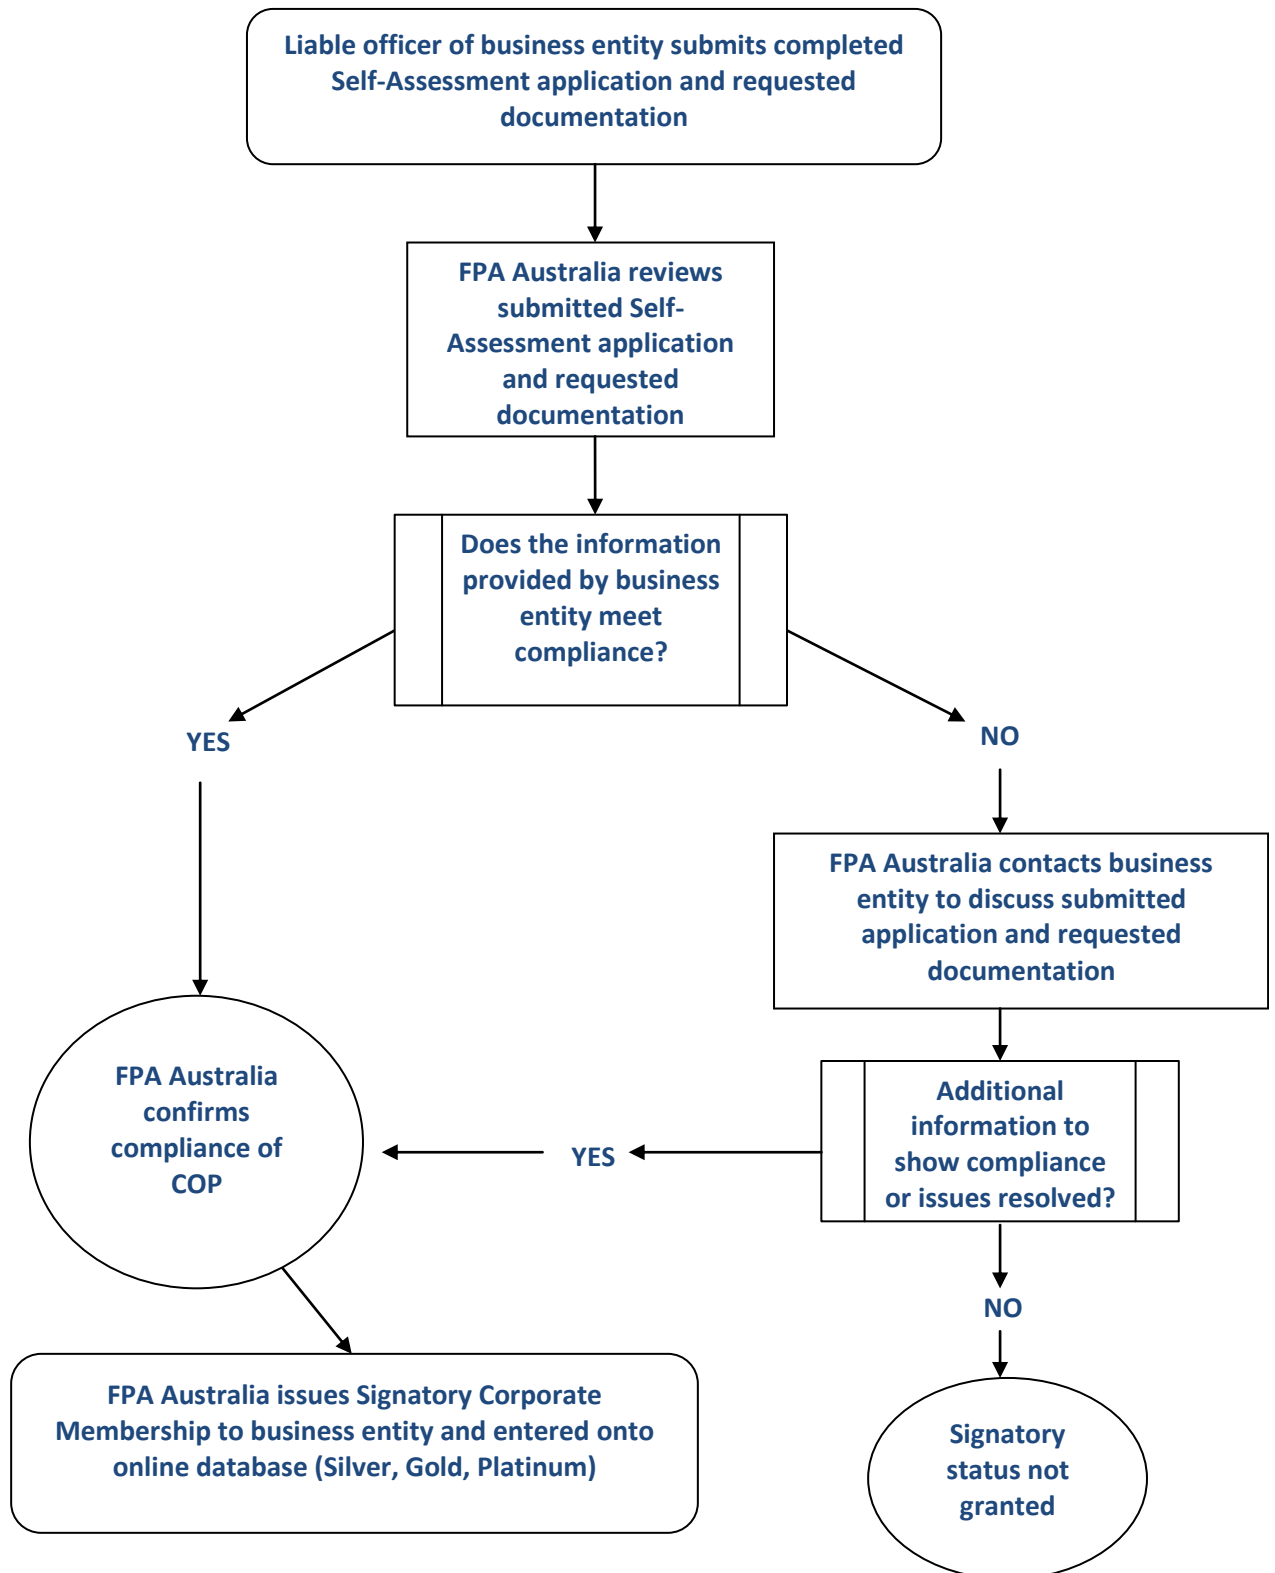 Liable officer of business entity submits completed
Self-Assessment application and requested
documentation
FPA Australia reviews
submitted Self-
Assessment application
and requested
documentation
Does the information
provided by business
entity meet
compliance?
YES
NO
FPA Australia contacts business
entity to discuss submitted
application and requested
documentation
FPA Australia
confirms
compliance of
COP
YES
Additional
information to
show compliance
or issues resolved?
NO
FPA Australia issues Signatory Corporate
Membership to business entity and entered onto
online database (Silver, Gold, Platinum)
Signatory
status not
granted